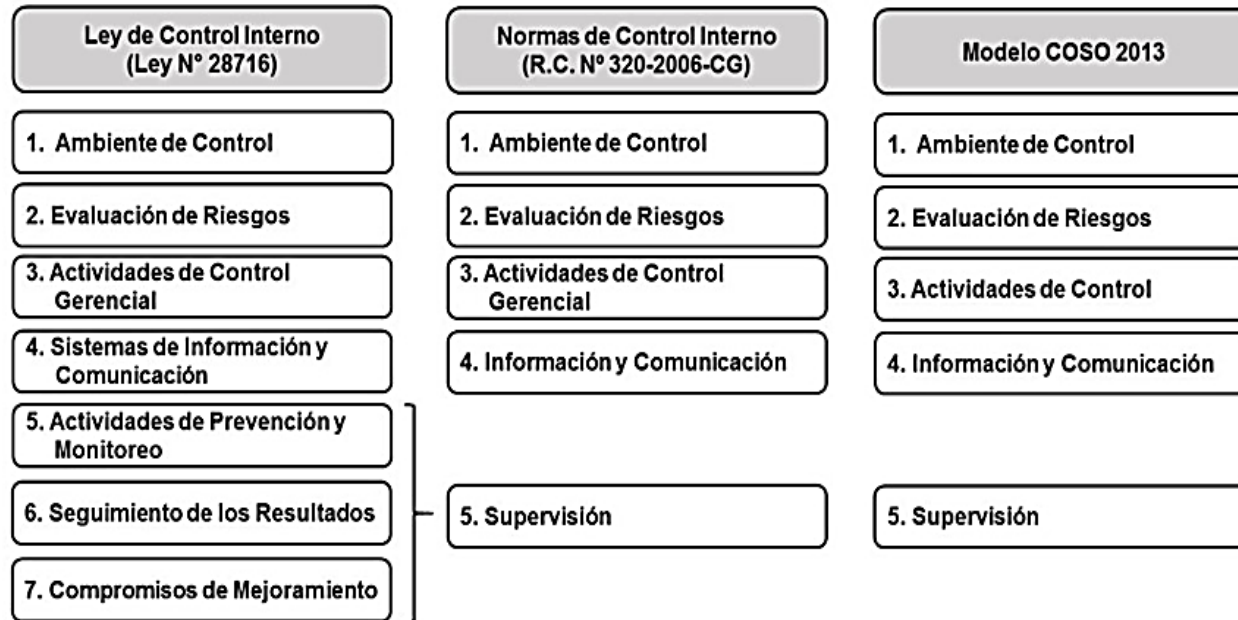 Ley de Control Interno
(Ley N° 28716)
1. Ambiente de Control
2. Evaluación de Riesgos
3. Actividades de Control
Gerencial
4. Sistemas de Información y
Comunicación
5. Actividades de Prevención y
Monitoreo
6. Seguimiento de los Resultados
7. Compromisos de Mejoramiento
Normas de Control Interno
(R.C. Nº 320-2006-CG)
1. Ambiente de Control
2. Evaluación de Riesgos
3. Actividades de Control
Gerencial
4. Información y Comunicación
5. Supervisión
Modelo COSO 2013
1. Ambiente de Control
2. Evaluación de Riesgos
3. Actividades de Control
4. Información y Comunicación
5. Supervisión